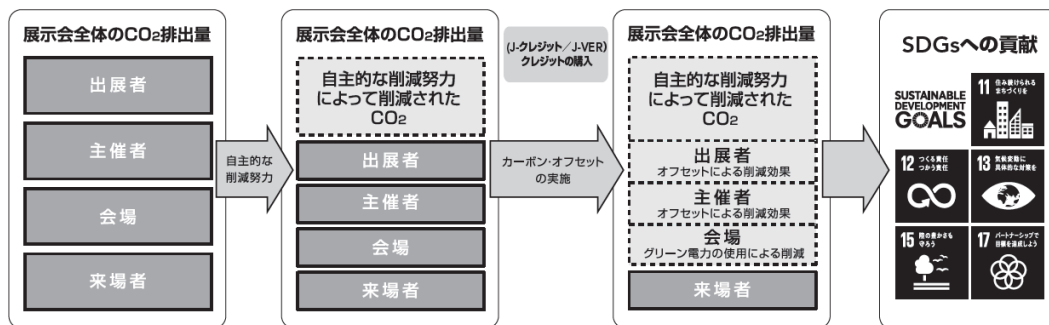 展示会全体のCO₂排出量
出展者
主催者
会場
来場者
自主的な
削減努力
展示会全体のCO₂排出量
自主的な削減努力
によって削減された
CO₂
出展者
主催者
会場
来場者
(J-クレジット/J-VER)
クレジットの購入
カーボン・オフセット
の実施
展示会全体のCO₂排出量
自主的な削減努力
によって削減された
CO₂
出展者
オフセットによる削減効果
主催者
オフセットによる削減効果
会場
グリーン電力の使用による削減
来場者
SDGsへの貢献
SUSTAINABLE
DEVELOPMENT
GOALS
11 住み続けられる
まちづくりを
12 つくる責任
つかう責任
13 気候変動に
具体的な対策を
15 陸の豊かさも
守ろう
17 パートナーシップで
目標を達成しよう